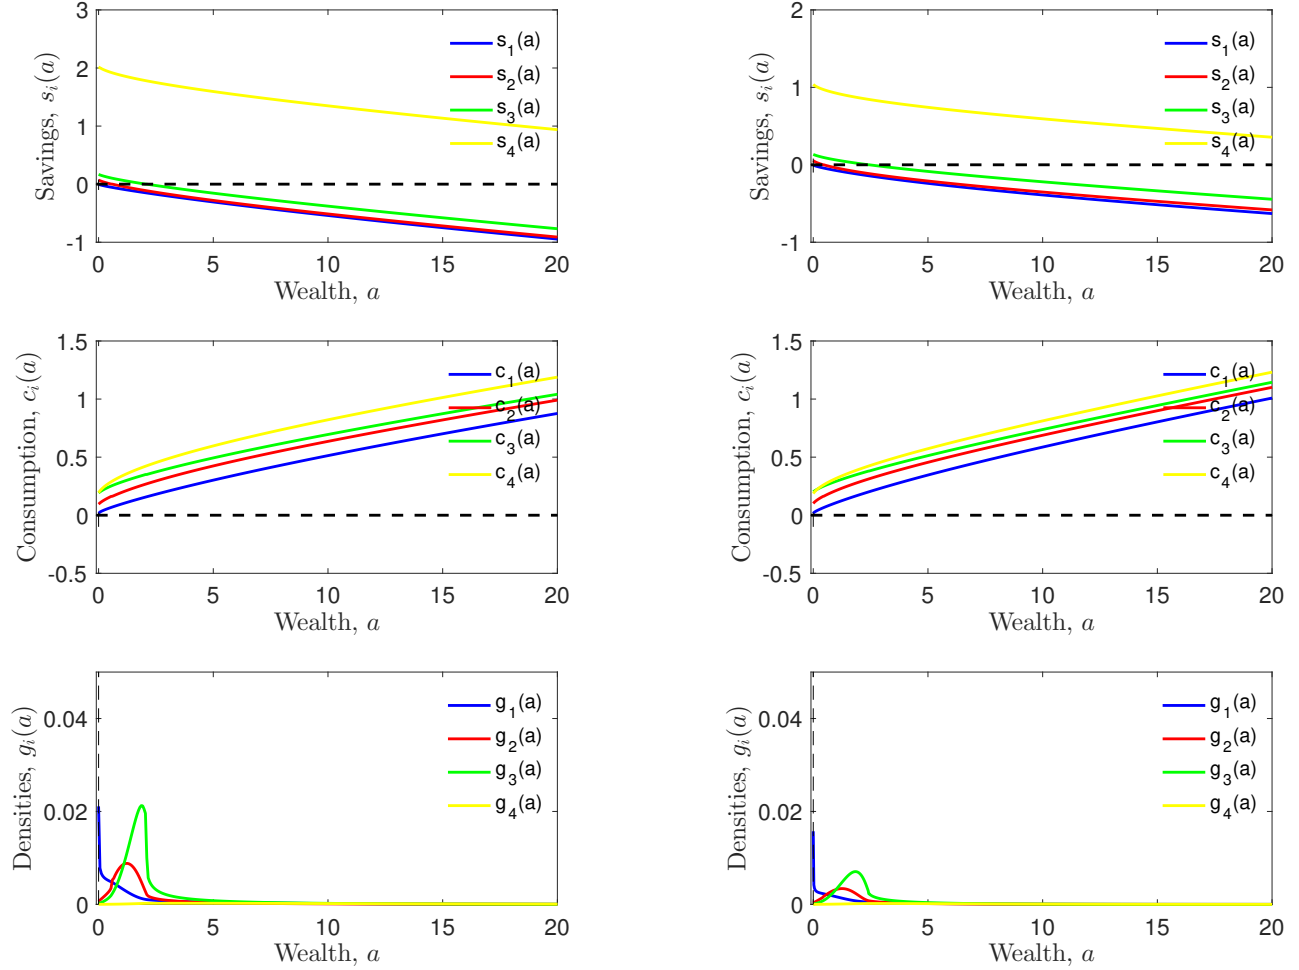 Savings, s_i(a)
3
2
1
0
-1
s_1(a)
s_2(a)
s_3(a)
s_4(a)
0 5 10 15 20
Wealth, a
Savings, s_i(a)
2
1
0
-1
s_1(a)
s_2(a)
s_3(a)
s_4(a)
0 5 10 15 20
Wealth, a
Consumption, c_i(a)
1.5
1
0.5
0
-0.5
c_1(a)
c_2(a)
c_3(a)
c_4(a)
0 5 10 15 20
Wealth, a
Consumption, c_i(a)
1.5
1
0.5
0
-0.5
c_1(a)
c_2(a)
c_3(a)
c_4(a)
0 5 10 15 20
Wealth, a
Densities, g_i(a)
0.04
0.02
0
g_1(a)
g_2(a)
g_3(a)
g_4(a)
0 5 10 15 20
Wealth, a
Densities, g_i(a)
0.04
0.02
0
g_1(a)
g_2(a)
g_3(a)
g_4(a)
0 5 10 15 20
Wealth, a